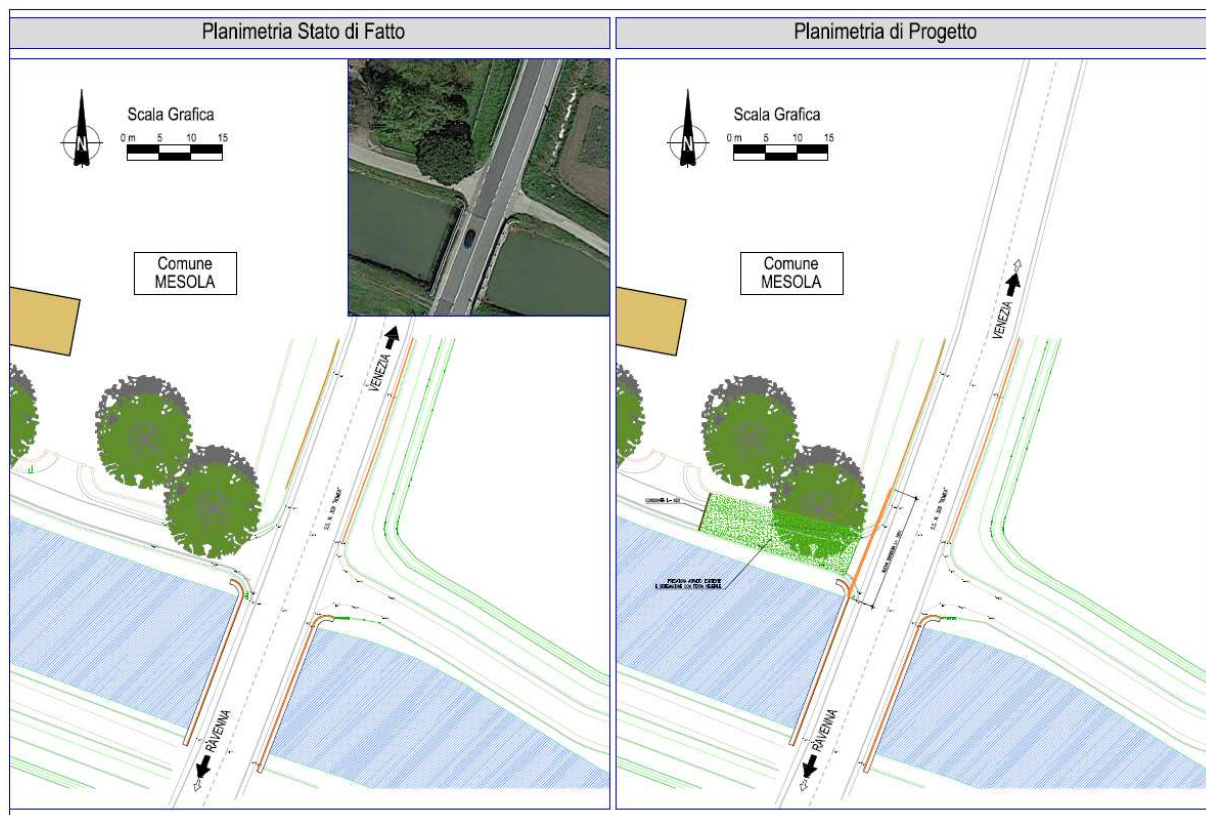 Planimetria Stato di Fatto
Scala Grafica
0 m 5 10 15
N
Comune
MESOLA
VENEZIA
RAVENNA
Planimetria di Progetto
Scala Grafica
0 m 5 10 15
N
Comune
MESOLA
VENEZIA
RAVENNA